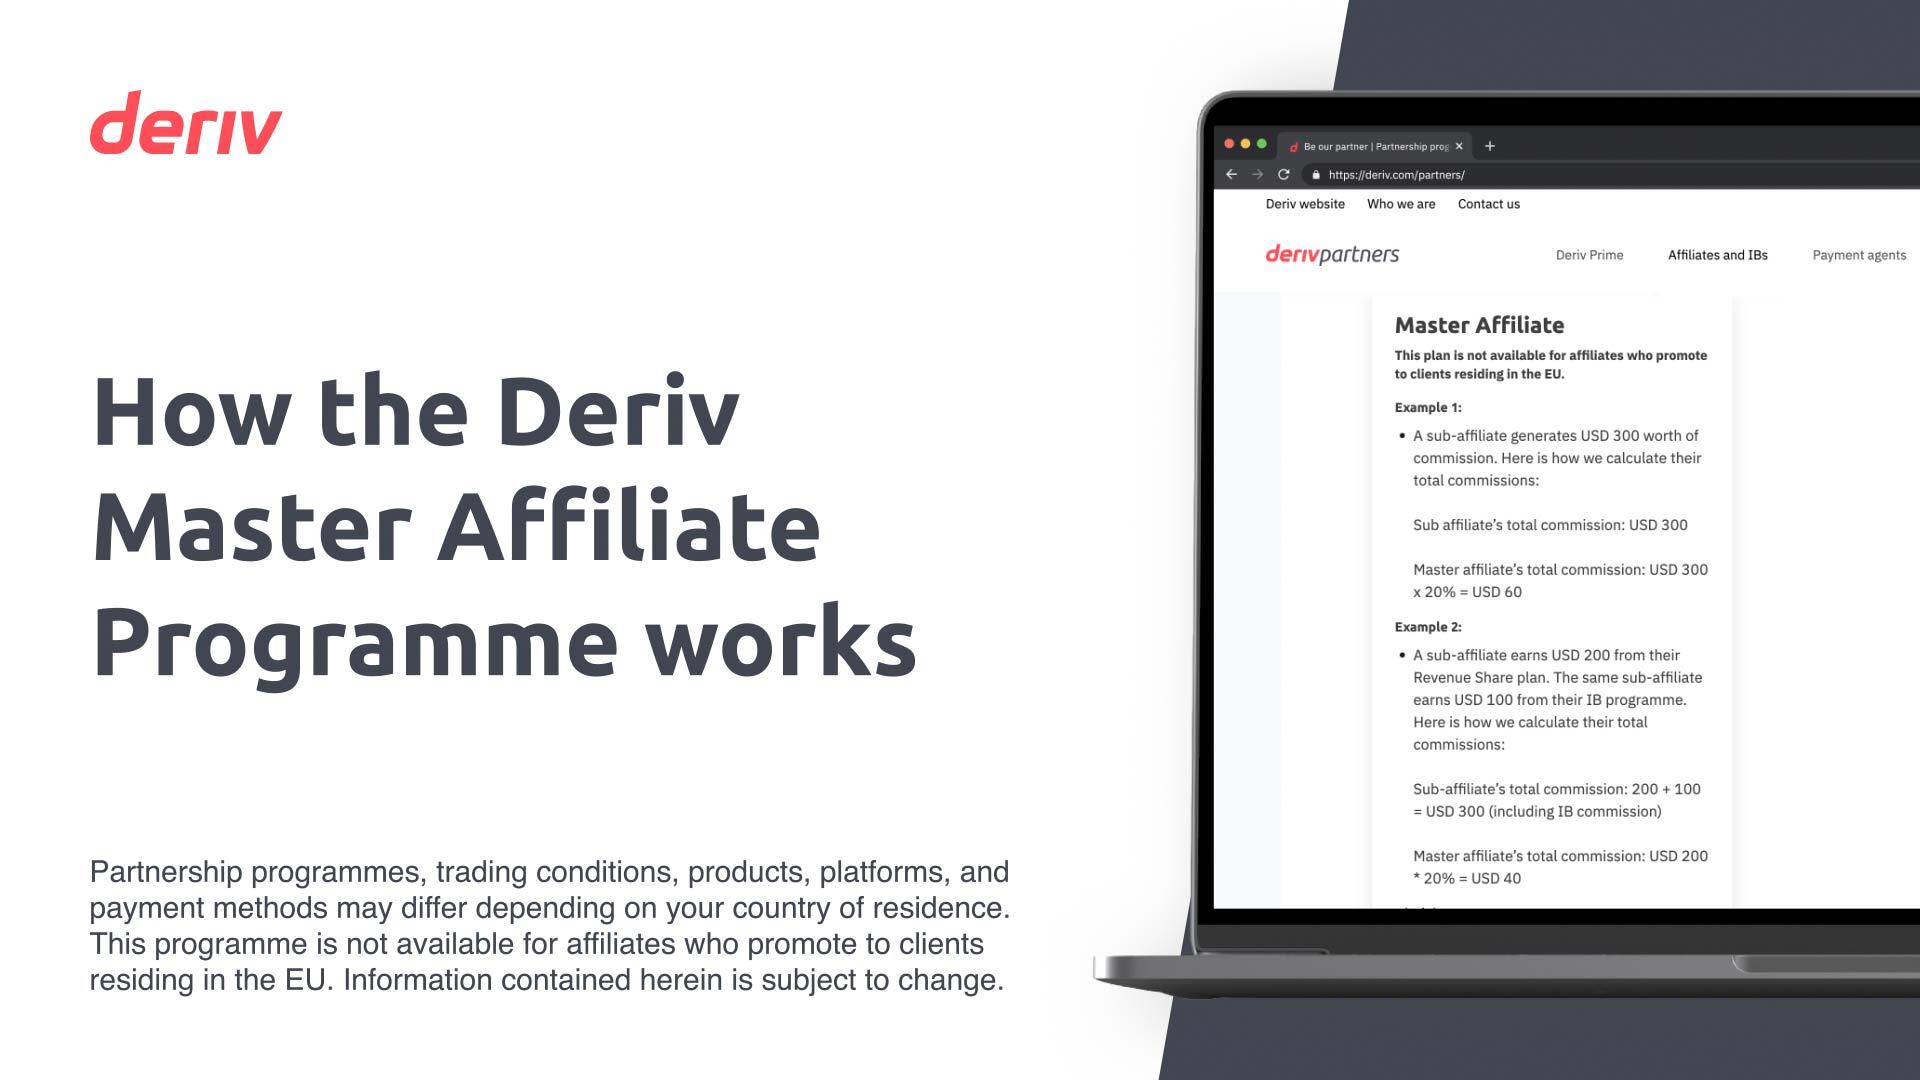 deriv
How the Deriv
Master Affiliate
Programme works
Partnership programmes, trading conditions, products, platforms, and
payment methods may differ depending on your country of residence.
This programme is not available for affiliates who promote to clients
residing in the EU. Information contained herein is subject to change.
Be our partner | Partnership prog
https://deriv.com/partners/
Deriv website Who we are Contact us
derivpartners Deriv Prime Affiliates and IBs Payment agents
Master Affiliate
This plan is not available for affiliates who promote
to clients residing in the EU.
Example 1:
• A sub-affiliate generates USD 300 worth of
commission. Here is how we calculate their
total commissions:
Sub affiliate’s total commission: USD 300
Master affiliate’s total commission: USD 300
x 20% = USD 60
Example 2:
• A sub-affiliate earns USD 200 from their
Revenue Share plan. The same sub-affiliate
earns USD 100 from their IB programme.
Here is how we calculate their total
commissions:
Sub-affiliate’s total commission: 200 + 100
= USD 300 (including IB commission)
Master affiliate’s total commission: USD 200
* 20% = USD 40